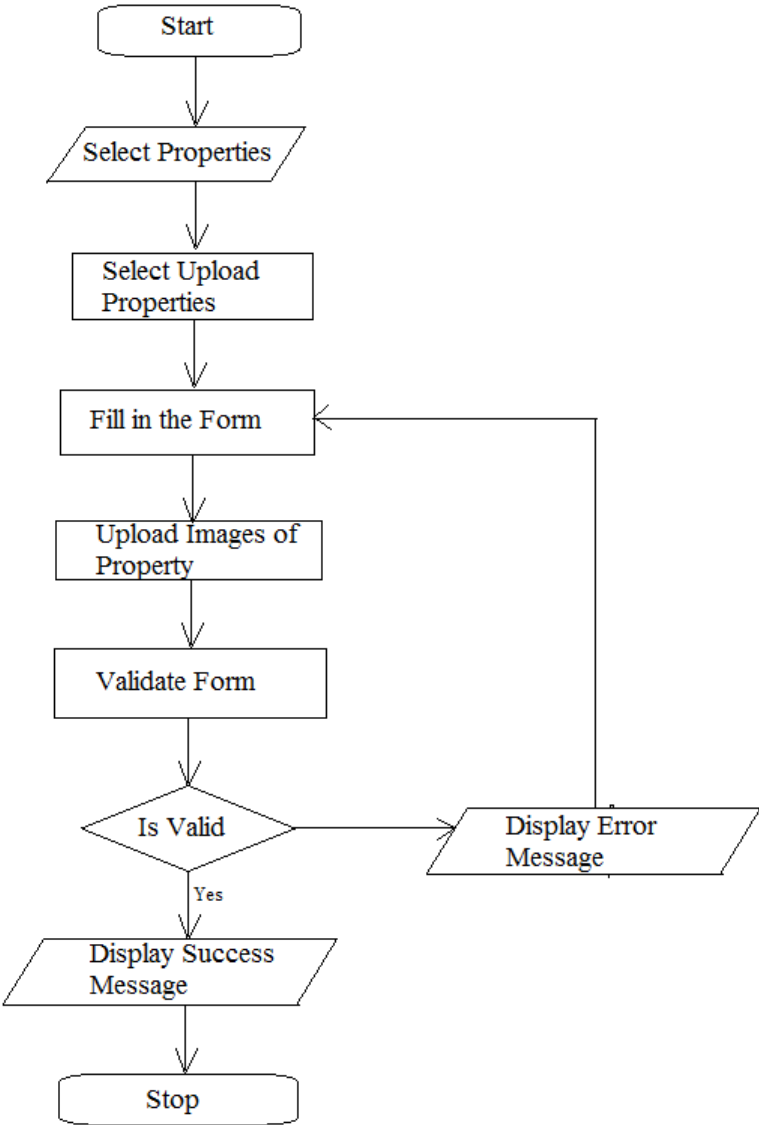 Start
Select Properties
Select Upload
Properties
Fill in the Form
Upload Images of
Property
Validate Form
Is Valid
Display Error
Message
Yes
Display Success
Message
Stop